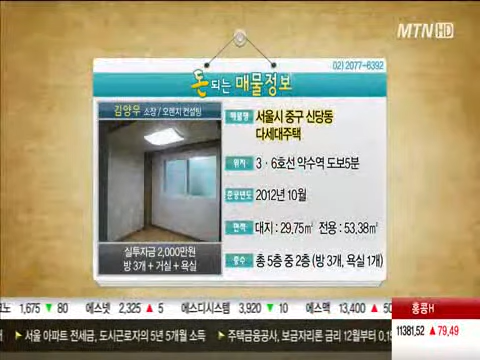 MTN HD
02) 2077-6392
돈 되는 매물정보
김양우 소장 / 오렌지 컨설팅
매물명 서울시 중구 신당동
다세대주택
위치 3 · 6호선 약수역 도보5분
준공년도 2012년 10월
면적 대지 : 29.75㎡ 전용 : 53.38㎡
층수 총 5층 중 2층 (방 3개, 욕실 1개)
실투자금 2,000만원
방 3개 + 거실 + 욕실
노 1,675 ▼ 80 에스넷 2,325 ▲ 5 에스디시스템 3,920 ▼ 10 에스맥 13,400 ▲ 50
홍콩H
11381.52 ▲79.49
▶ 서울 아파트 전세금, 도시근로자의 5년 5개월 소득 ▶ 주택금융공사, 보금자리론 금리 12월부터 0.1